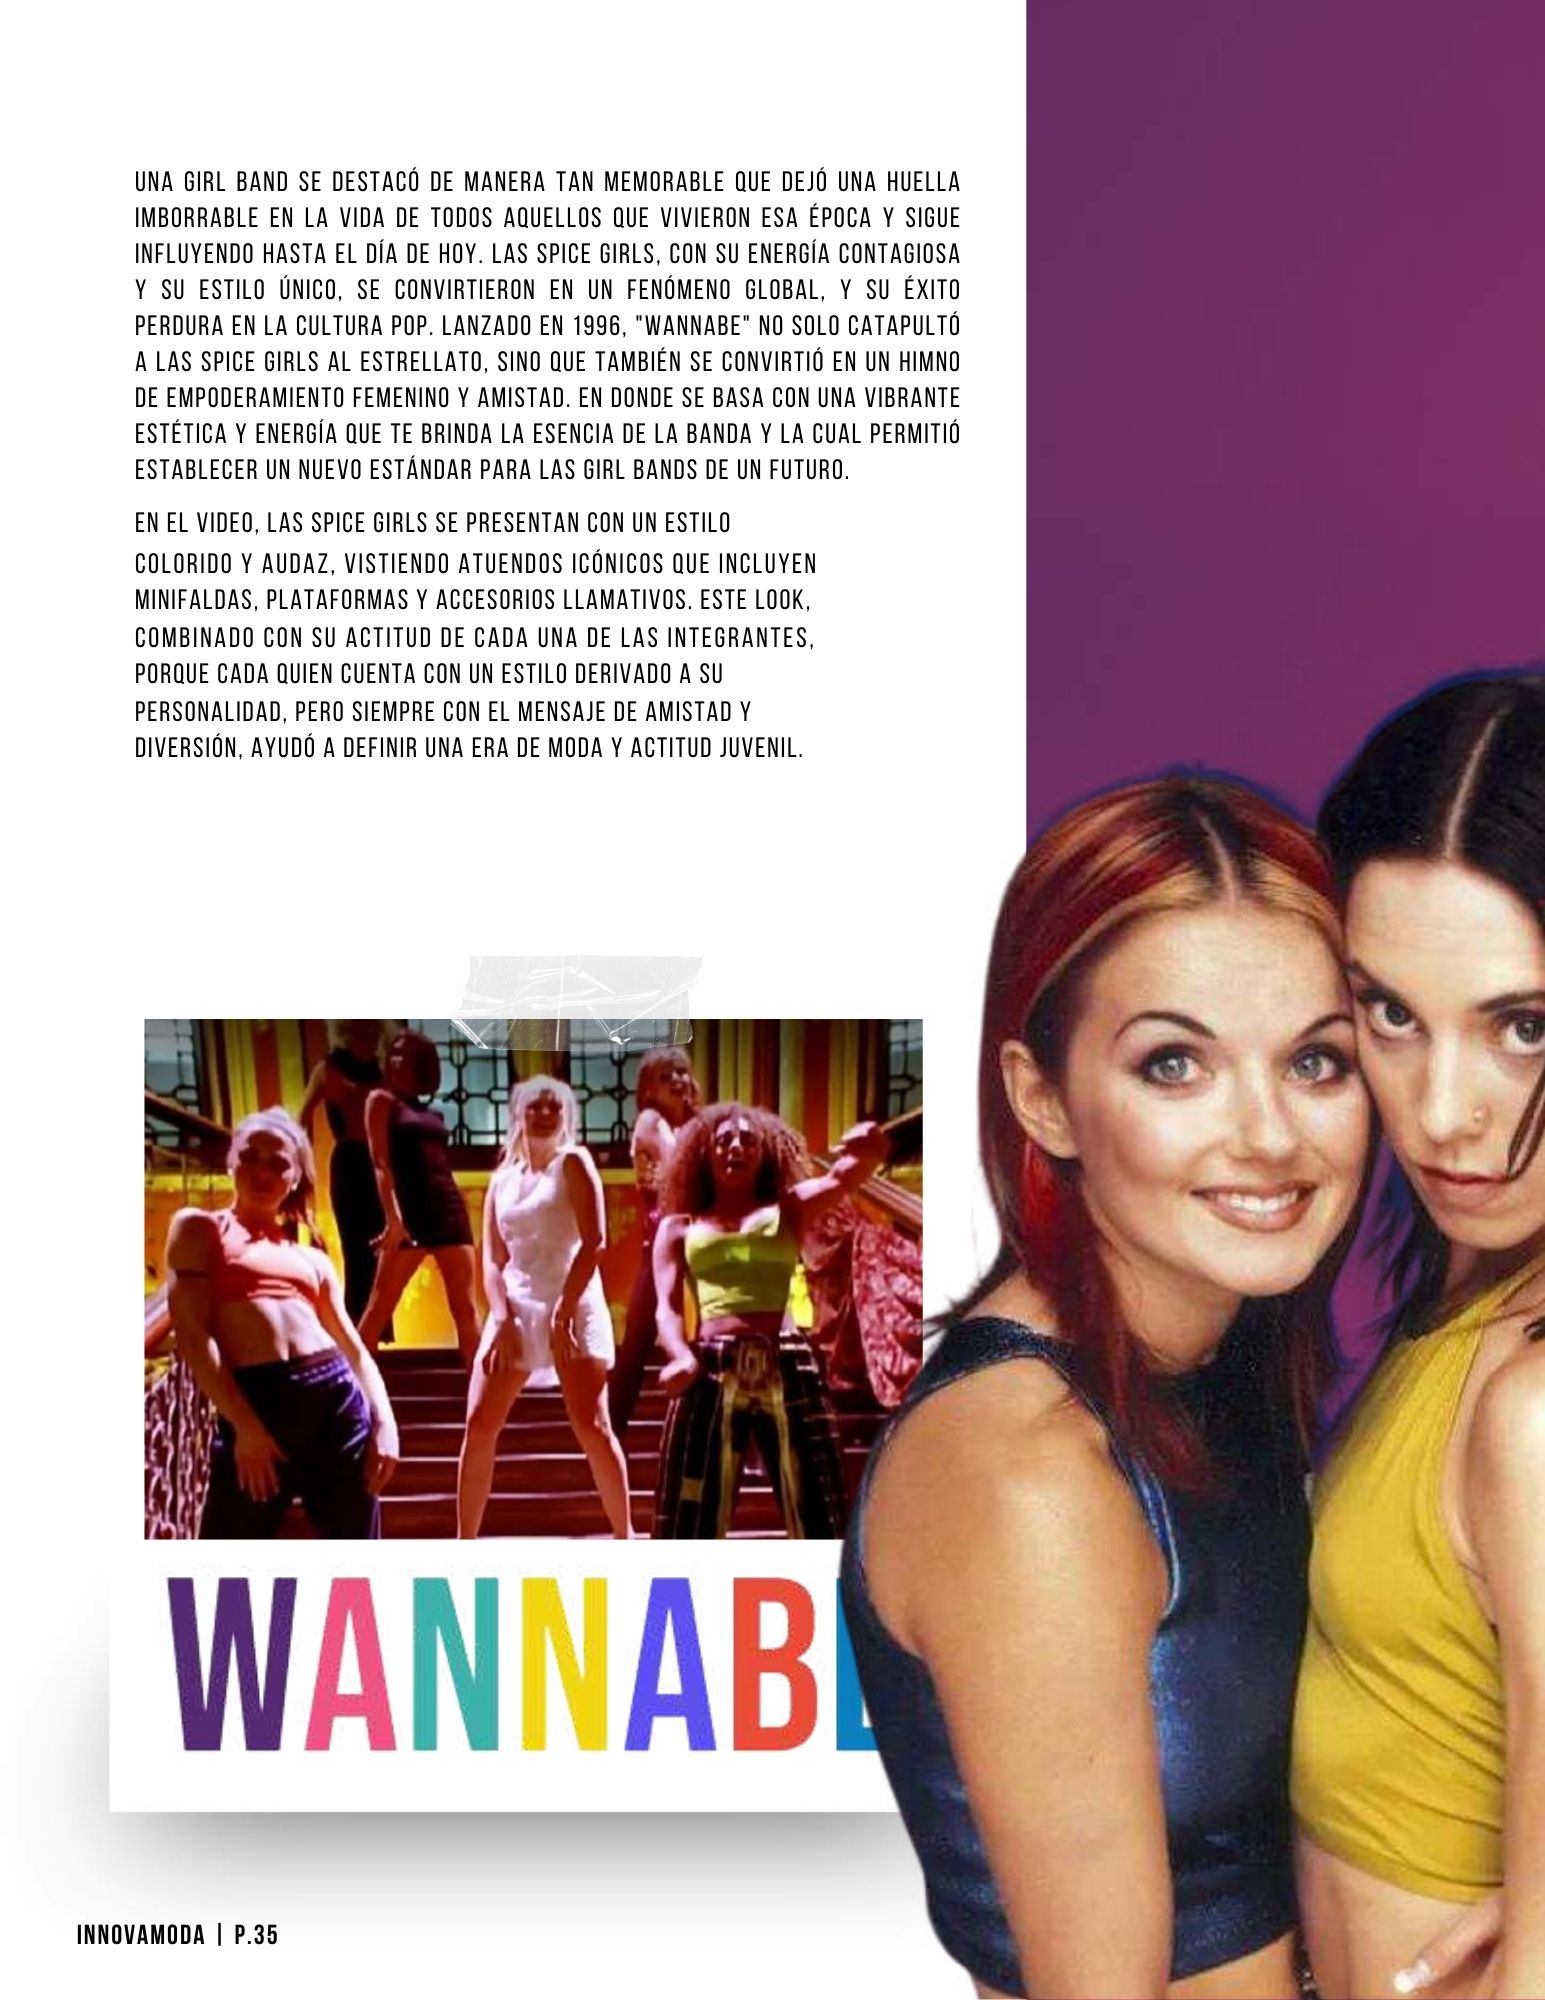 UNA GIRL BAND SE DESTACÓ DE MANERA TAN MEMORABLE QUE DEJÓ UNA HUELLA
IMBORRABLE EN LA VIDA DE TODOS AQUELLOS QUE VIVIERON ESA ÉPOCA Y SIGUE
INFLUYENDO HASTA EL DÍA DE HOY. LAS SPICE GIRLS, CON SU ENERGÍA CONTAGIOSA
Y SU ESTILO ÚNICO, SE CONVIRTIERON EN UN FENÓMENO GLOBAL, Y SU ÉXITO
PERDURA EN LA CULTURA POP. LANZADO EN 1996, "WANNABE" NO SOLO CATAPULTÓ
A LAS SPICE GIRLS AL ESTRELLATO, SINO QUE TAMBIÉN SE CONVIRTIÓ EN UN HIMNO
DE EMPODERAMIENTO FEMENINO Y AMISTAD. EN DONDE SE BASA CON UNA VIBRANTE
ESTÉTICA Y ENERGÍA QUE TE BRINDA LA ESENCIA DE LA BANDA Y LA CUAL PERMITIÓ
ESTABLECER UN NUEVO ESTÁNDAR PARA LAS GIRL BANDS DE UN FUTURO.
EN EL VIDEO, LAS SPICE GIRLS SE PRESENTAN CON UN ESTILO
COLORIDO Y AUDAZ, VISTIENDO ATUENDOS ICÓNICOS QUE INCLUYEN
MINIFALDAS, PLATAFORMAS Y ACCESORIOS LLAMATIVOS. ESTE LOOK,
COMBINADO CON SU ACTITUD DE CADA UNA DE LAS INTEGRANTES,
PORQUE CADA QUIEN CUENTA CON UN ESTILO DERIVADO A SU
PERSONALIDAD, PERO SIEMPRE CON EL MENSAJE DE AMISTAD Y
DIVERSIÓN, AYUDÓ A DEFINIR UNA ERA DE MODA Y ACTITUD JUVENIL.
WANNABE
INNOVAMODA | P.35